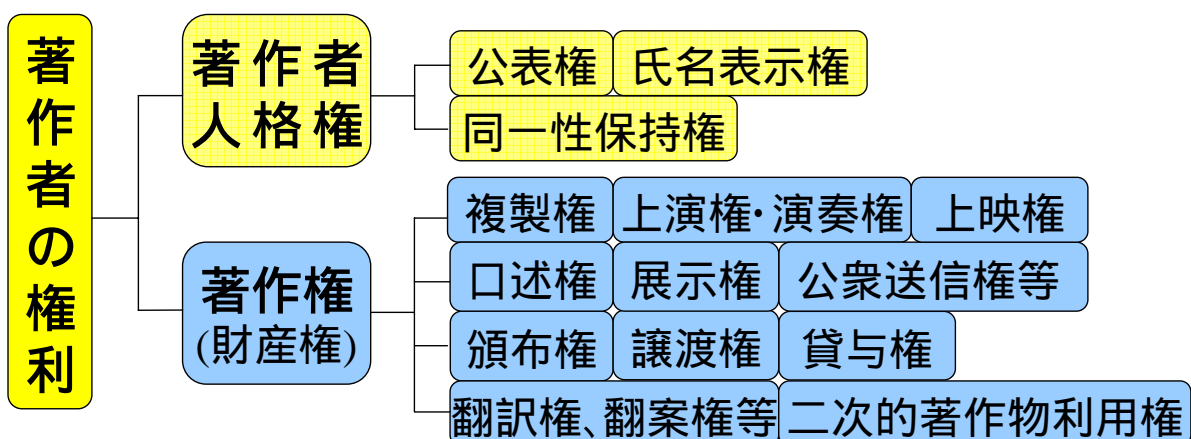 著作者の権利
著作者
人格権
公表権 氏名表示権
同一性保持権
著作権
(財産権)
複製権 上演権・演奏権 上映権
口述権 展示権 公衆送信権等
頒布権 譲渡権 貸与権
翻訳権、翻案権等 二次的著作物利用権